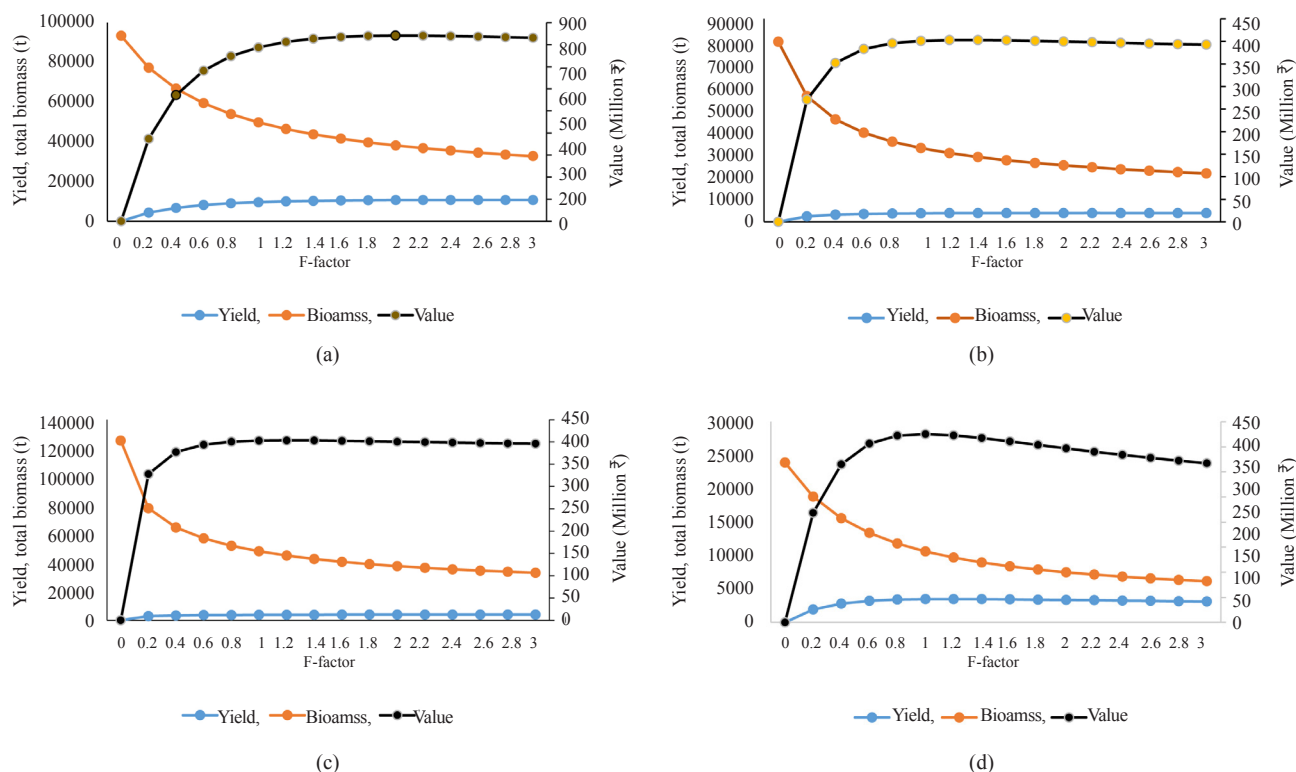 Yield, total biomass (t)
100000
80000
60000
40000
20000
0
900
800
700
600
500
400
300
200
100
0
Value (Million ₹)
0 0.2 0.4 0.6 0.8 1 1.2 1.4 1.6 1.8 2 2.2 2.4 2.6 2.8 3
F-factor
Yield, Bioamss, Value
(a)
Yield, total biomass (t)
90000
80000
70000
60000
50000
40000
30000
20000
10000
0
450
400
350
300
250
200
150
100
50
0
Value (Million ₹)
0 0.2 0.4 0.6 0.8 1 1.2 1.4 1.6 1.8 2 2.2 2.4 2.6 2.8 3
F-factor
Yield, Bioamss, Value
(b)
Yield, total biomass (t)
140000
120000
100000
80000
60000
40000
20000
0
450
400
350
300
250
200
150
100
50
0
Value (Million ₹)
0 0.2 0.4 0.6 0.8 1 1.2 1.4 1.6 1.8 2 2.2 2.4 2.6 2.8 3
F-factor
Yield, Bioamss, Value
(c)
Yield, total biomass (t)
30000
25000
20000
15000
10000
5000
0
450
400
350
300
250
200
150
100
50
0
Value (Million ₹)
0 0.2 0.4 0.6 0.8 1 1.2 1.4 1.6 1.8 2 2.2 2.4 2.6 2.8 3
F-factor
Yield, Bioamss, Value
(d)